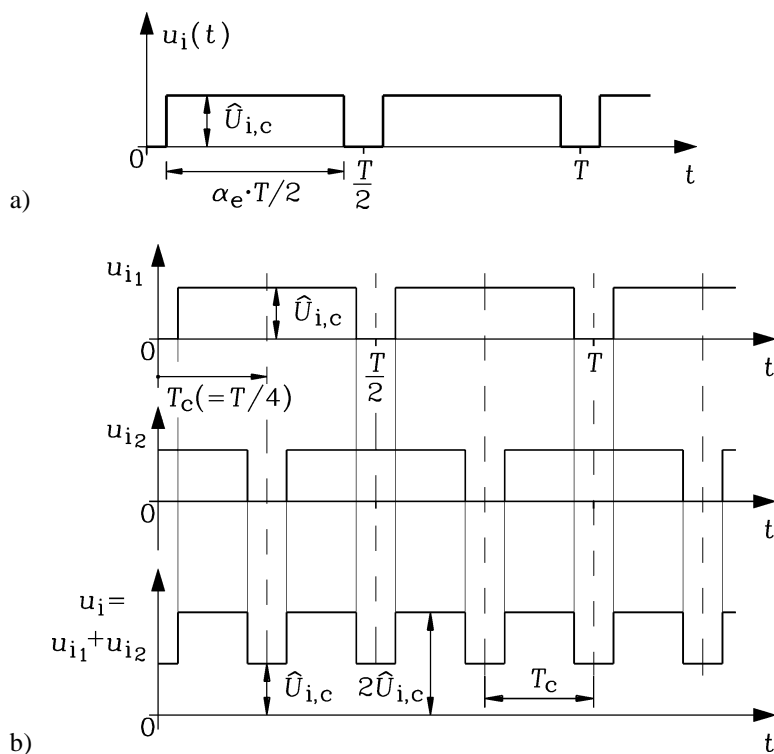 u_i(t)
Û_i,c
0
α_e·T/2
T/2
T
t
a)
u_i1
Û_i,c
0
T/2
T
t
T_c(=T/4)
u_i2
0
t
u_i=
u_i1+u_i2
Û_i,c
2Û_i,c
T_c
0
t
b)